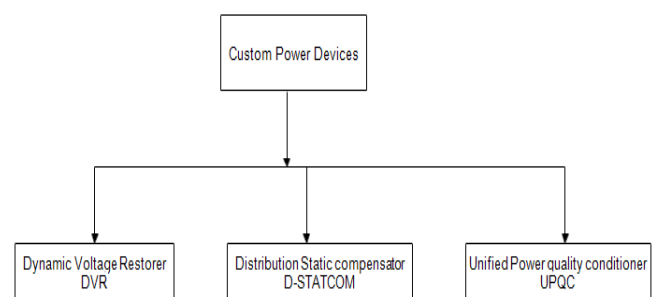 Custom Power Devices
Dynamic Voltage Restorer
DVR
Distribution Static compensator
D-STATCOM
Unified Power quality conditioner
UPQC